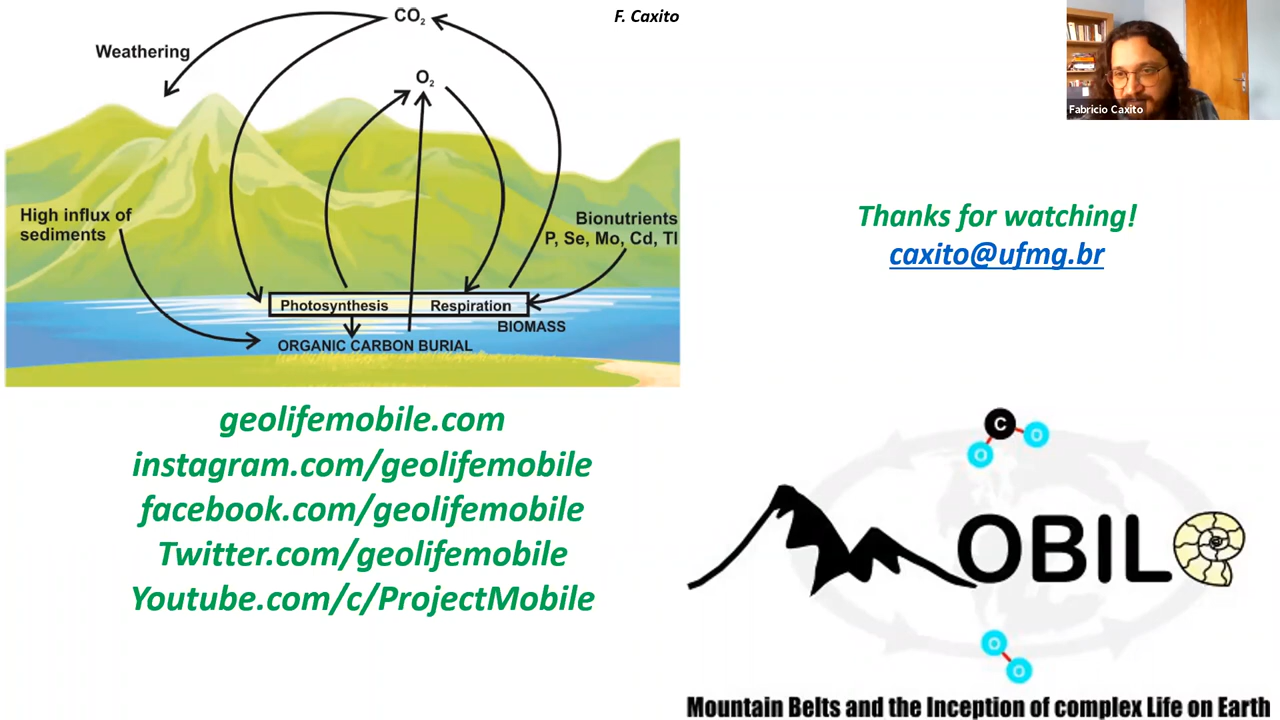 CO₂
F. Caxito
Weathering
O₂
Fabricio Caxito
High influx of
sediments
Bionutrients
P, Se, Mo, Cd, Tl
Photosynthesis
Respiration
BIOMASS
ORGANIC CARBON BURIAL
Thanks for watching!
caxito@ufmg.br
geolifemobile.com
instagram.com/geolifemobile
facebook.com/geolifemobile
Twitter.com/geolifemobile
Youtube.com/c/ProjectMobile
C
O
O
OBIL
O
O
Mountain Belts and the Inception of complex Life on Earth